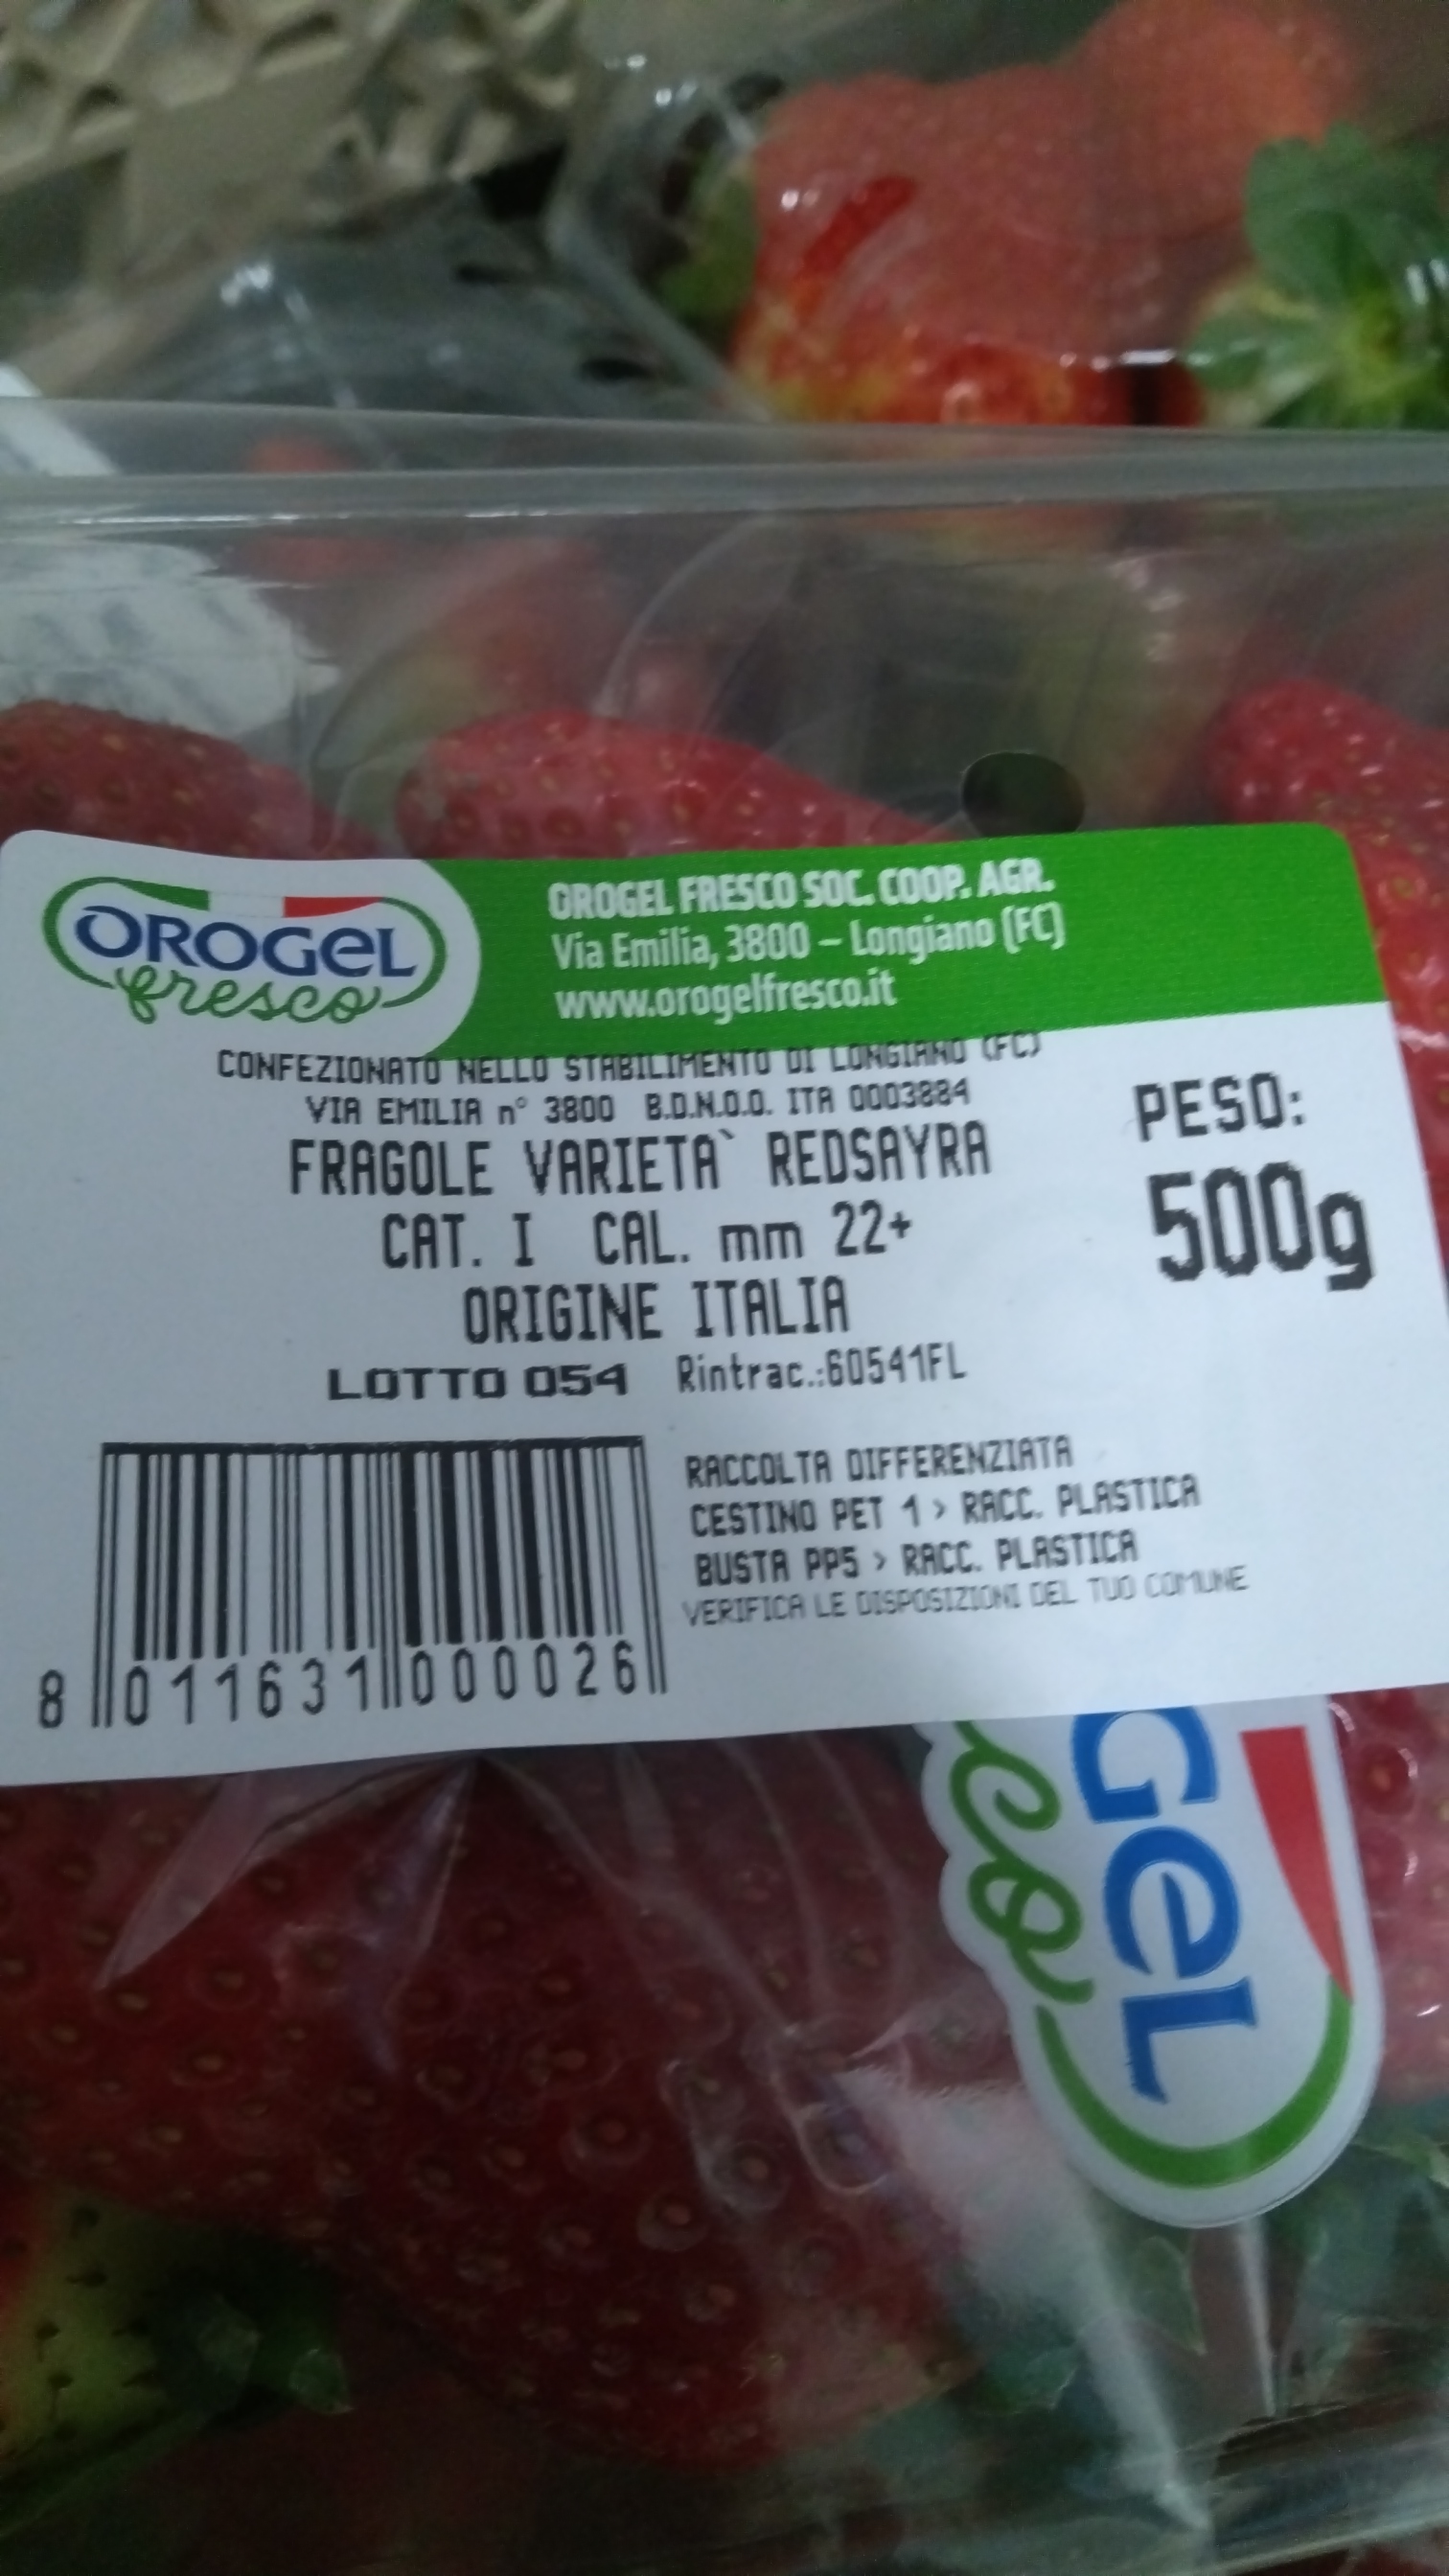 OROGEL
fresco
OROGEL FRESCO SOC. COOP. AGR.
Via Emilia, 3800 – Longiano (FC)
www.orogelfresco.it
CONFEZIONATO NELLO STABILIMENTO DI LONGIANO (FC)
VIA EMILIA n° 3800 B.D.N.O.O. ITA 0003884
FRAGOLE VARIETA` REDSAYRA
CAT. I CAL. mm 22+
ORIGINE ITALIA
LOTTO 054 Rintrac.:60541FL
PESO:
500g
RACCOLTA DIFFERENZIATA
CESTINO PET 1 > RACC. PLASTICA
BUSTA PP5 > RACC. PLASTICA
VERIFICA LE DISPOSIZIONI DEL TUO COMUNE
8 011631 000026
GEL
co